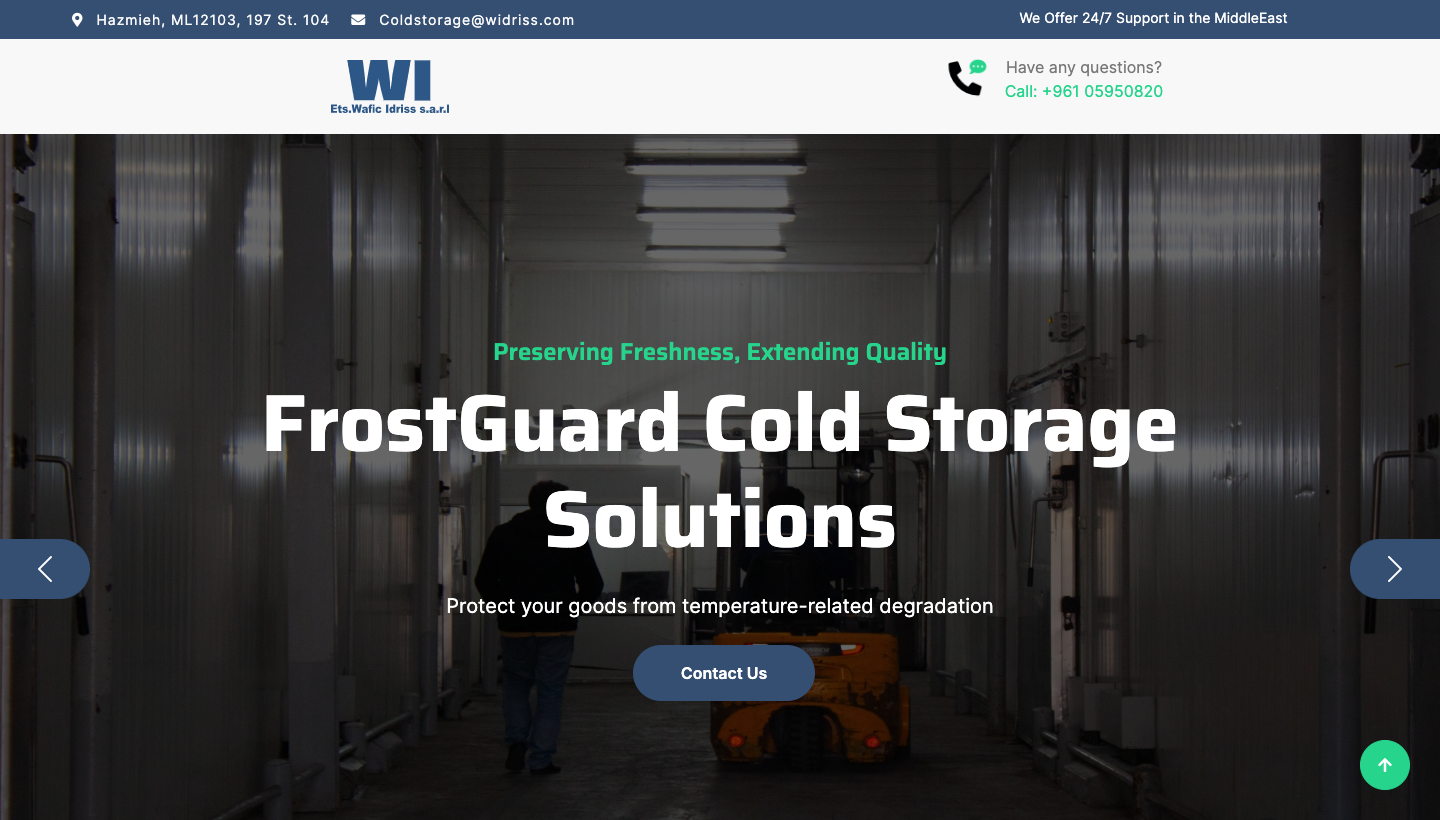 Hazmieh, ML12103, 197 St. 104
Coldstorage@widriss.com
We Offer 24/7 Support in the MiddleEast
WI
Ets.Wafic Idriss s.a.r.l
Have any questions?
Call: +961 05950820
Preserving Freshness, Extending Quality
FrostGuard Cold Storage
Solutions
Protect your goods from temperature-related degradation
Contact Us